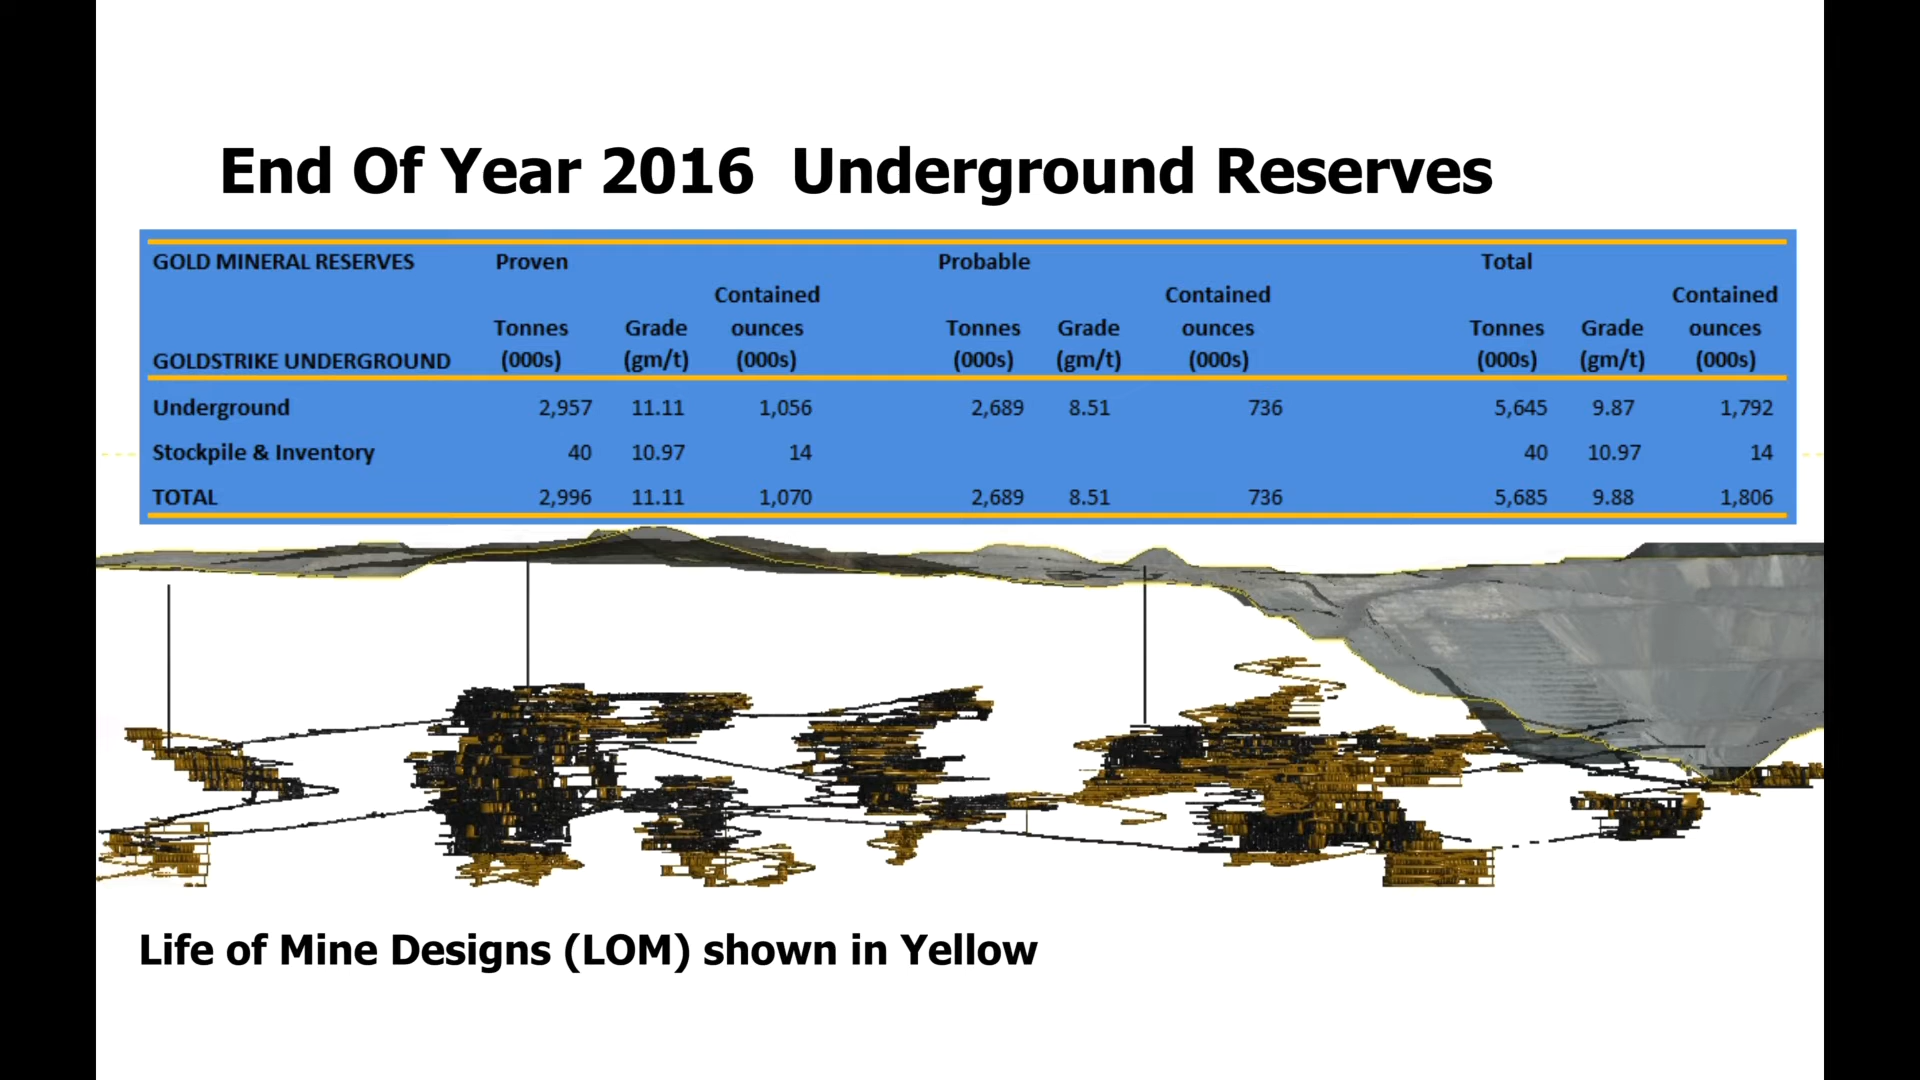 End Of Year 2016  Underground Reserves
GOLD MINERAL RESERVES Proven Probable Total
Contained Contained Contained
Tonnes Grade ounces Tonnes Grade ounces Tonnes Grade ounces
GOLDSTRIKE UNDERGROUND (000s) (gm/t) (000s) (000s) (gm/t) (000s) (000s) (gm/t) (000s)
Underground 2,957 11.11 1,056 2,689 8.51 736 5,645 9.87 1,792
Stockpile & Inventory 40 10.97 14 40 10.97 14
TOTAL 2,996 11.11 1,070 2,689 8.51 736 5,685 9.88 1,806
Life of Mine Designs (LOM) shown in Yellow